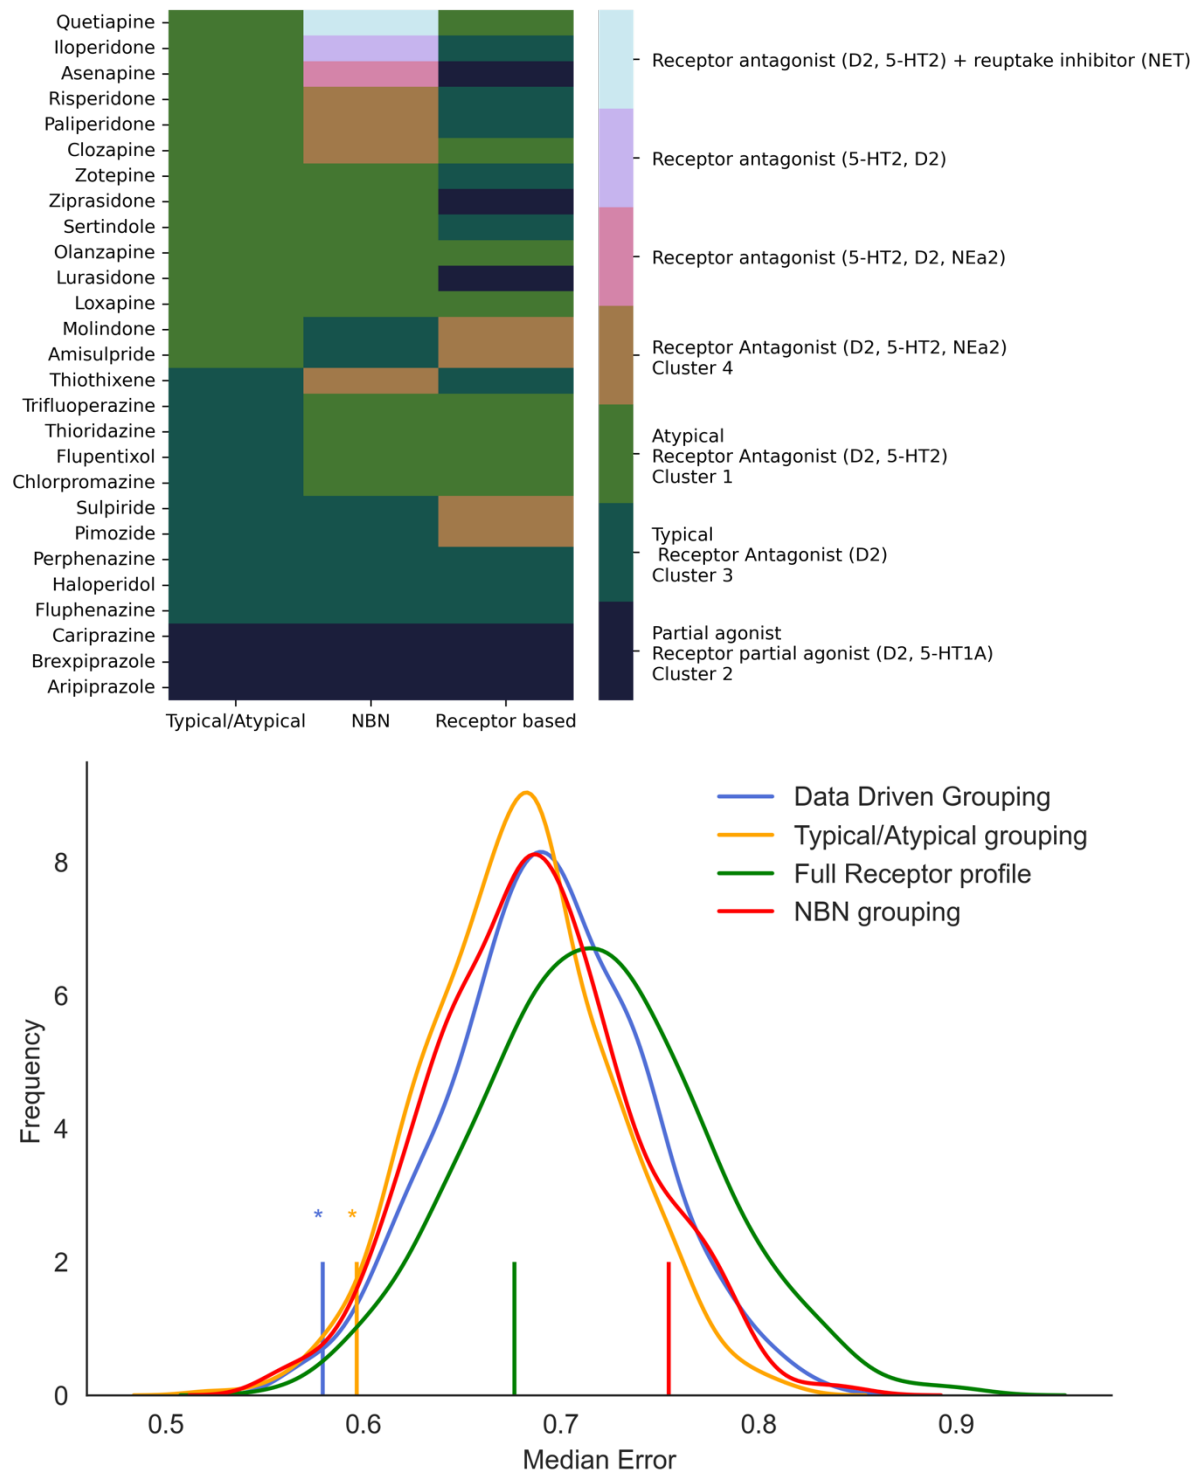 Quetiapine
Iloperidone
Asenapine
Risperidone
Paliperidone
Clozapine
Zotepine
Ziprasidone
Sertindole
Olanzapine
Lurasidone
Loxapine
Molindone
Amisulpride
Thiothixene
Trifluoperazine
Thioridazine
Flupentixol
Chlorpromazine
Sulpiride
Pimozide
Perphenazine
Haloperidol
Fluphenazine
Cariprazine
Brexpiprazole
Aripiprazole
Typical/Atypical NBN Receptor based
Receptor antagonist (D2, 5-HT2) + reuptake inhibitor (NET)
Receptor antagonist (5-HT2, D2)
Receptor antagonist (5-HT2, D2, NEa2)
Receptor Antagonist (D2, 5-HT2, NEa2)
Cluster 4
Atypical
Receptor Antagonist (D2, 5-HT2)
Cluster 1
Typical
Receptor Antagonist (D2)
Cluster 3
Partial agonist
Receptor partial agonist (D2, 5-HT1A)
Cluster 2
Data Driven Grouping
Typical/Atypical grouping
Full Receptor profile
NBN grouping
Frequency
8
6
4
2
0
* *
0.5 0.6 0.7 0.8 0.9
Median Error